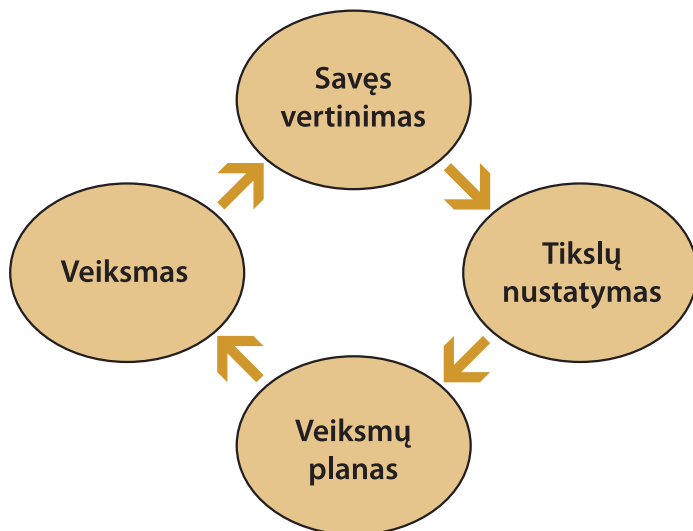 Savęs
vertinimas
Tikslų
nustatymas
Veiksmų
planas
Veiksmas